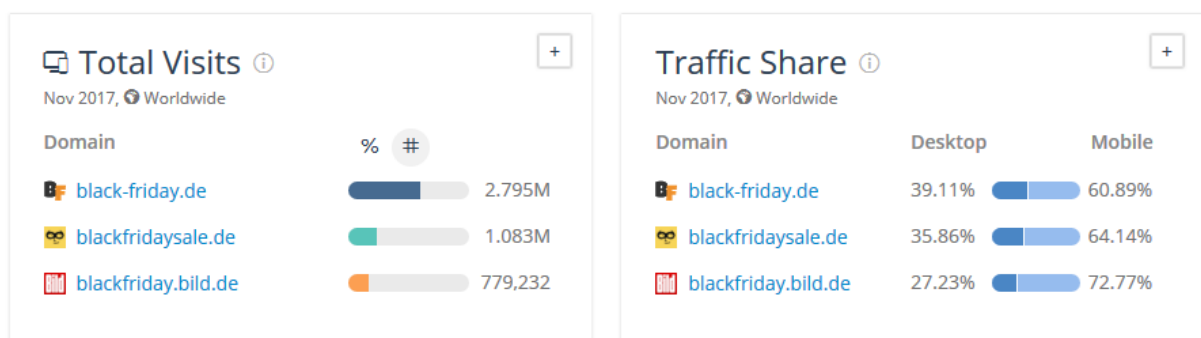 Total Visits
Nov 2017, Worldwide
Domain % #
black-friday.de 2.795M
blackfridaysale.de 1.083M
blackfriday.bild.de 779,232
Traffic Share
Nov 2017, Worldwide
Domain Desktop Mobile
black-friday.de 39.11% 60.89%
blackfridaysale.de 35.86% 64.14%
blackfriday.bild.de 27.23% 72.77%